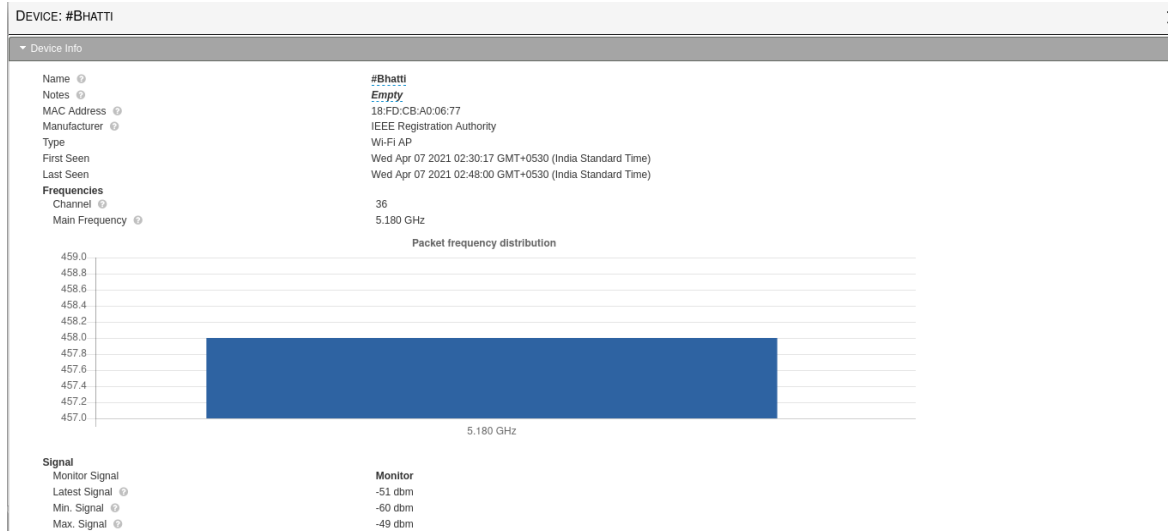 DEVICE: #BHATTI
Device Info
Name #Bhatti
Notes Empty
MAC Address 18:FD:CB:A0:06:77
Manufacturer IEEE Registration Authority
Type Wi-Fi AP
First Seen Wed Apr 07 2021 02:30:17 GMT+0530 (India Standard Time)
Last Seen Wed Apr 07 2021 02:48:00 GMT+0530 (India Standard Time)
Frequencies
Channel 36
Main Frequency 5.180 GHz
Packet frequency distribution
459.0
458.8
458.6
458.4
458.2
458.0
457.8
457.6
457.4
457.2
457.0
5.180 GHz
Signal
Monitor Signal Monitor
Latest Signal -51 dbm
Min. Signal -60 dbm
Max. Signal -49 dbm